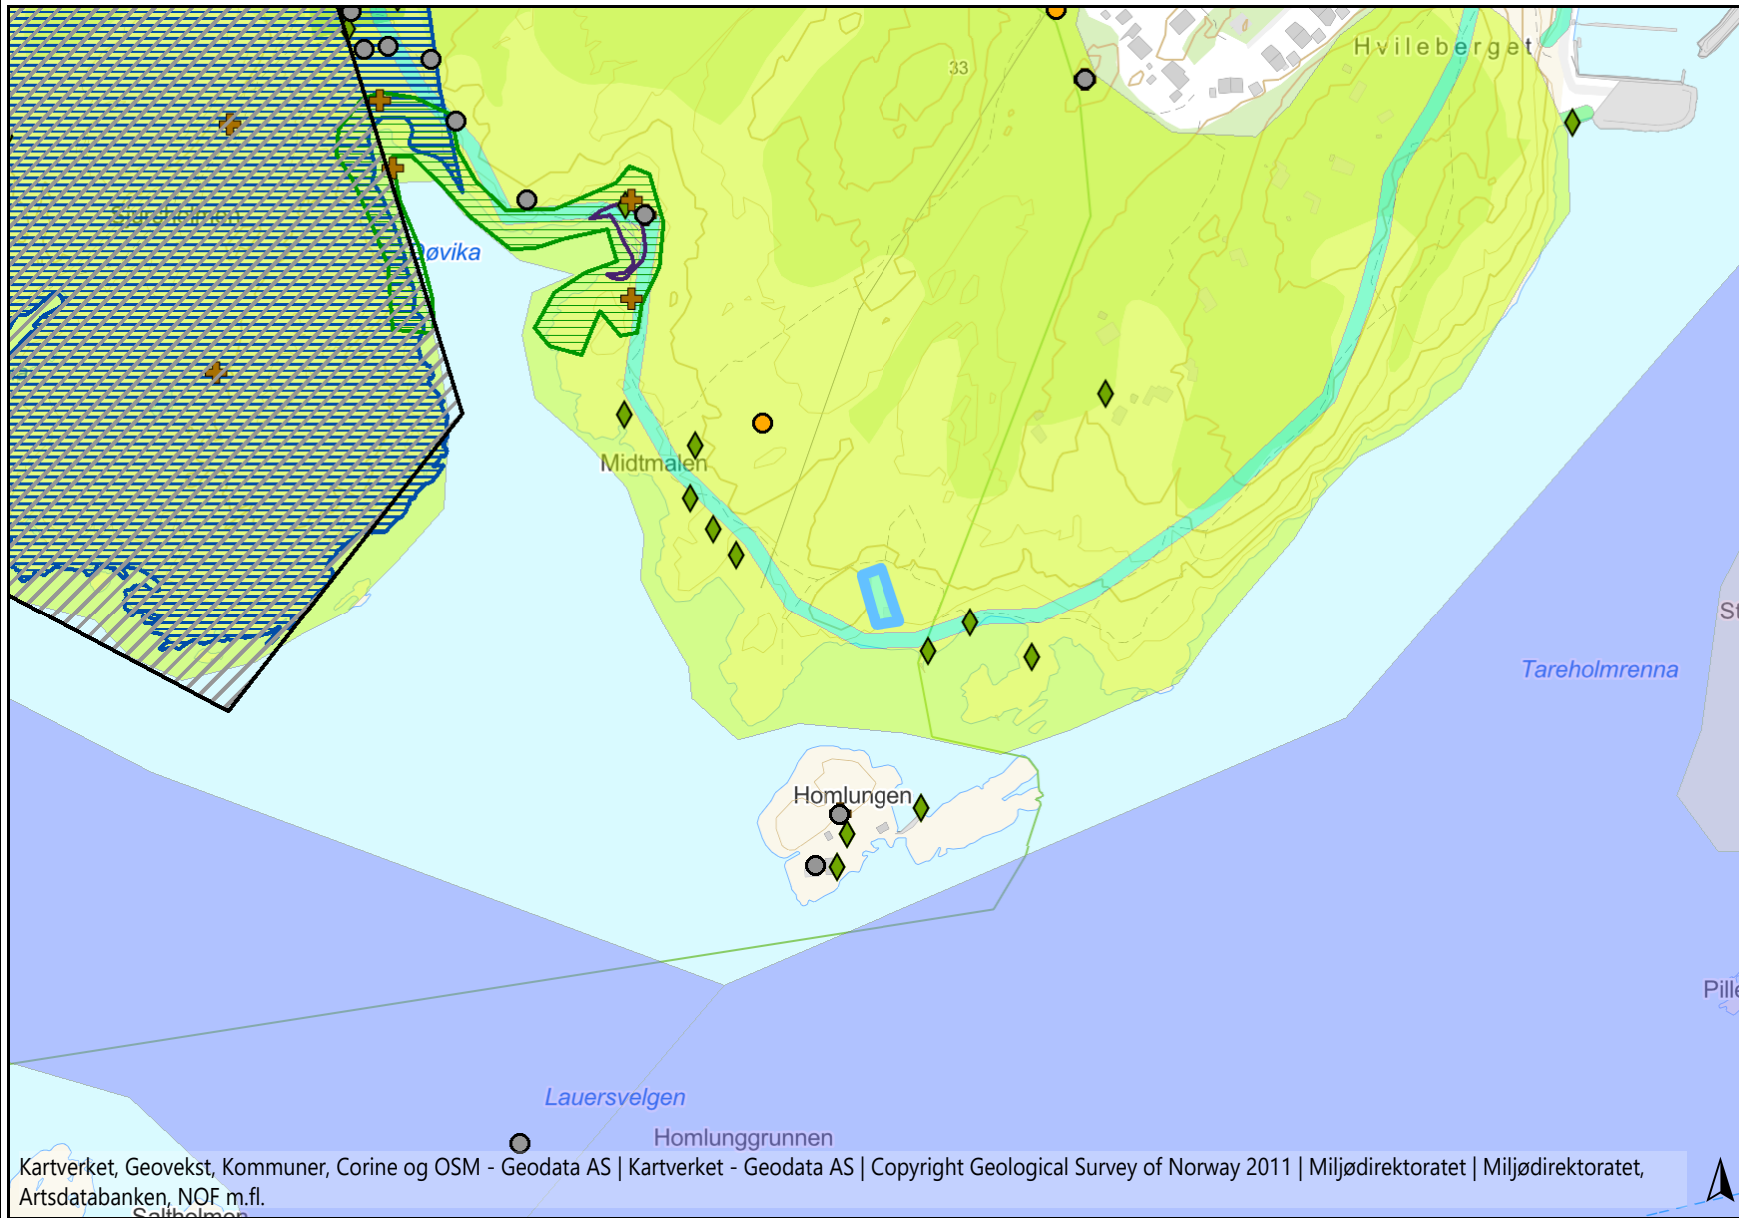 Hvileberget
33
Midtmalen
Homlungen
Tareholmrenna
Lauersvelgen
Homlunggrunnen
Kartverket, Geovekst, Kommuner, Corine og OSM - Geodata AS | Kartverket - Geodata AS | Copyright Geological Survey of Norway 2011 | Miljødirektoratet | Miljødirektoratet,
Artsdatabanken, NOF m.fl.